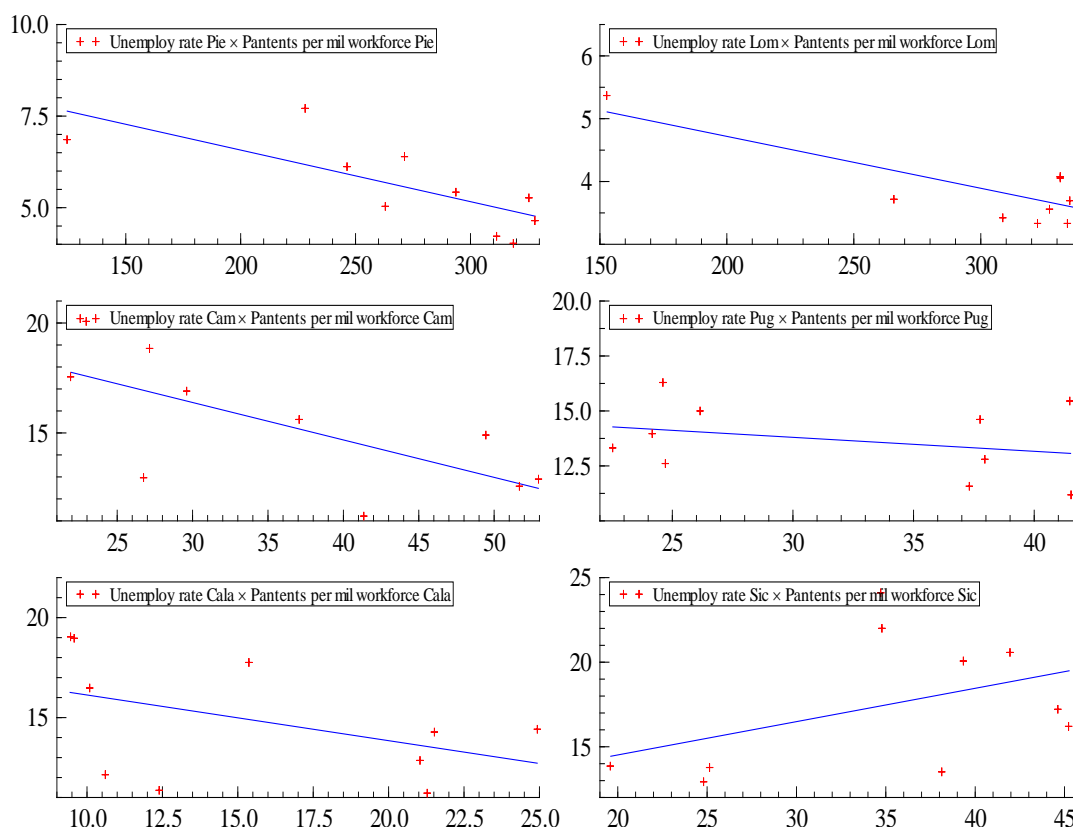 10.0
Unemploy rate Pie × Pantents per mil workforce Pie
7.5
5.0
150 200 250 300
6
Unemploy rate Lom × Pantents per mil workforce Lom
5
4
150 200 250 300
20
Unemploy rate Cam × Pantents per mil workforce Cam
15
25 30 35 40 45 50
20.0
Unemploy rate Pug × Pantents per mil workforce Pug
17.5
15.0
12.5
25 30 35 40
20
Unemploy rate Cala × Pantents per mil workforce Cala
15
10.0 12.5 15.0 17.5 20.0 22.5 25.0
25
Unemploy rate Sic × Pantents per mil workforce Sic
20
15
20 25 30 35 40 45